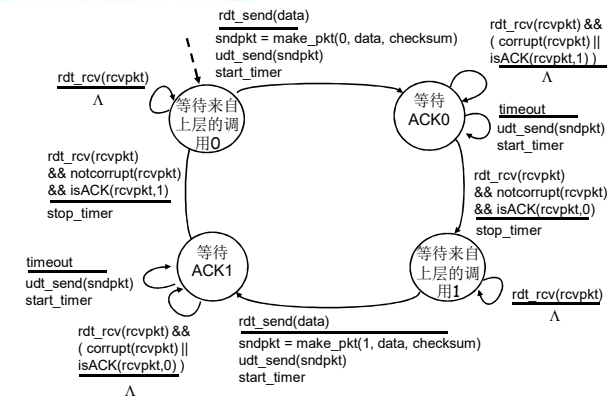 rdt_send(data)
sndpkt = make_pkt(0, data, checksum)
udt_send(sndpkt)
start_timer
rdt_rcv(rcvpkt) &&
( corrupt(rcvpkt) ||
isACK(rcvpkt,1) )
Λ
rdt_rcv(rcvpkt)
Λ
等待来自
上层的调
用0
等待
ACK0
timeout
udt_send(sndpkt)
start_timer
rdt_rcv(rcvpkt)
&& notcorrupt(rcvpkt)
&& isACK(rcvpkt,1)
stop_timer
rdt_rcv(rcvpkt)
&& notcorrupt(rcvpkt)
&& isACK(rcvpkt,0)
stop_timer
等待
ACK1
等待来自
上层的调
用1
timeout
udt_send(sndpkt)
start_timer
rdt_rcv(rcvpkt)
Λ
rdt_rcv(rcvpkt) &&
( corrupt(rcvpkt) ||
isACK(rcvpkt,0) )
Λ
rdt_send(data)
sndpkt = make_pkt(1, data, checksum)
udt_send(sndpkt)
start_timer